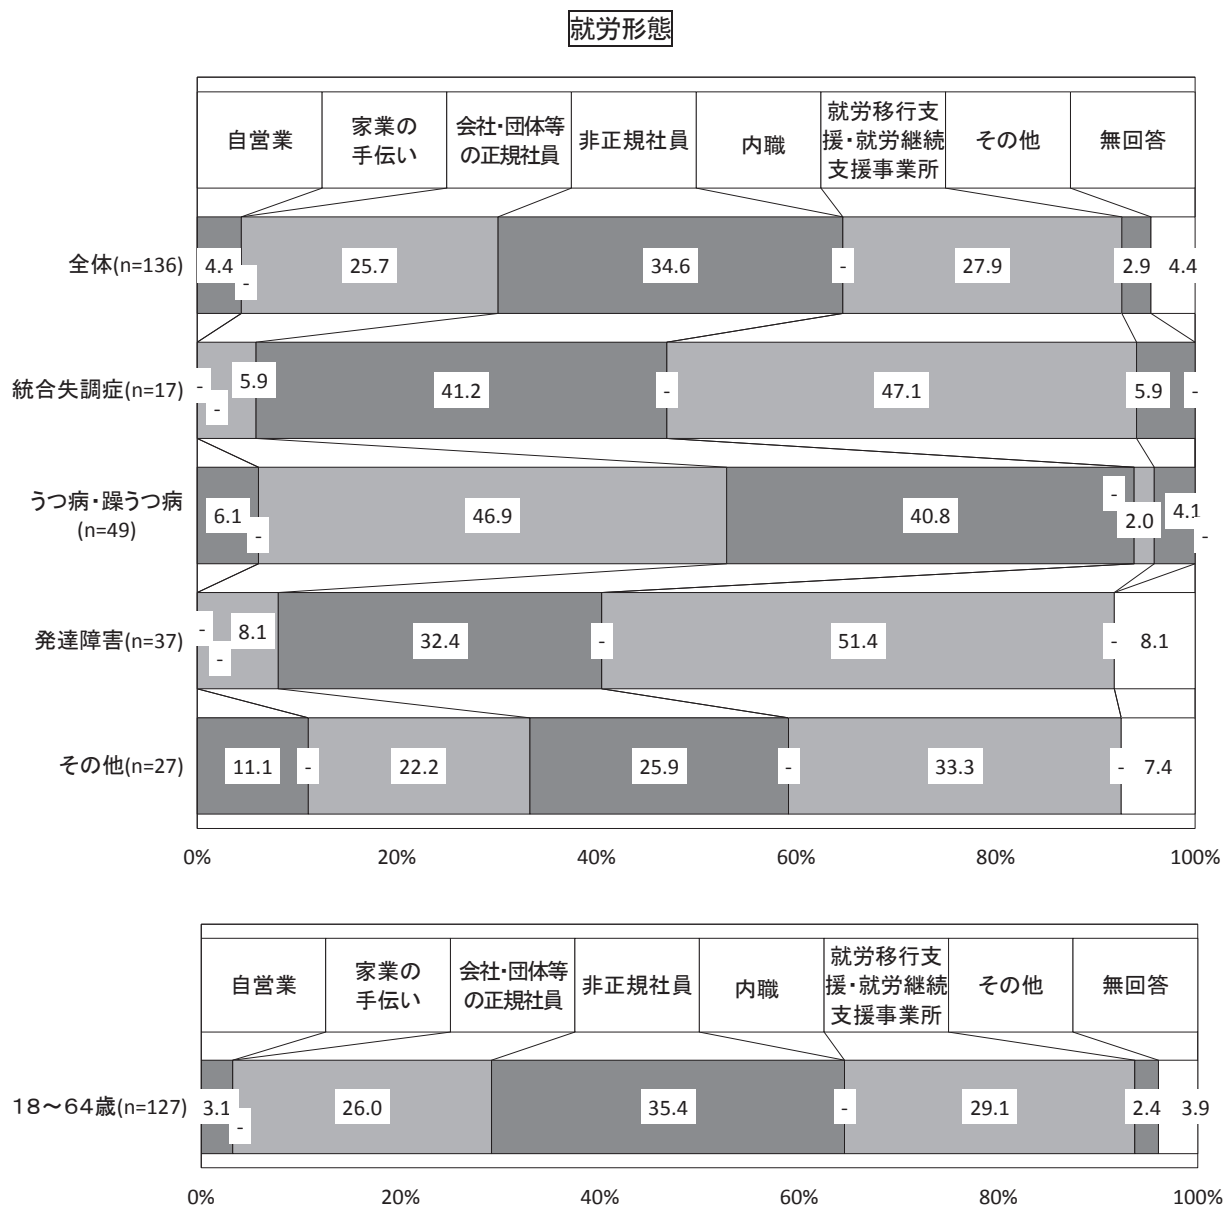 就労形態
自営業
家業の
手伝い
会社・団体等
の正規社員
非正規社員
内職
就労移行支
援・就労継続
支援事業所
その他
無回答
全体(n=136)
4.4
-
25.7
34.6
-
27.9
2.9
4.4
統合失調症(n=17)
-
-
5.9
41.2
-
47.1
5.9
-
うつ病・躁うつ病
(n=49)
6.1
-
46.9
40.8
-
2.0
4.1
-
発達障害(n=37)
-
-
8.1
32.4
-
51.4
-
8.1
その他(n=27)
11.1
-
22.2
25.9
-
33.3
-
7.4
0%
20%
40%
60%
80%
100%
自営業
家業の
手伝い
会社・団体等
の正規社員
非正規社員
内職
就労移行支
援・就労継続
支援事業所
その他
無回答
18～64歳(n=127)
3.1
-
26.0
35.4
-
29.1
2.4
3.9
0%
20%
40%
60%
80%
100%